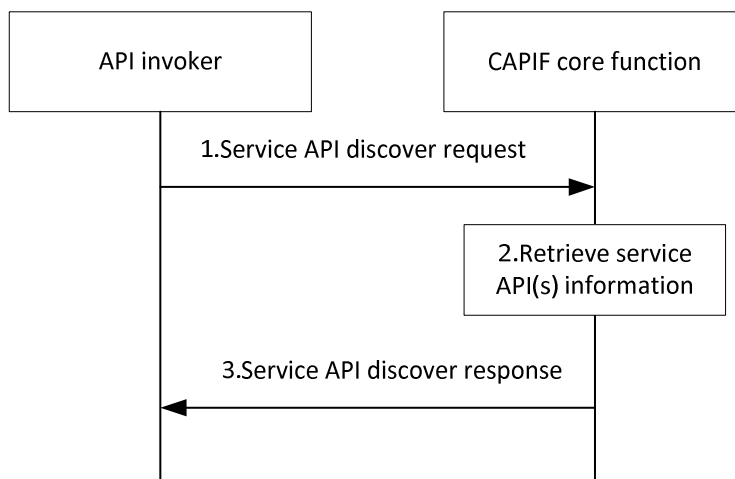 API invoker
CAPIF core function
1.Service API discover request
2.Retrieve service
API(s) information
3.Service API discover response